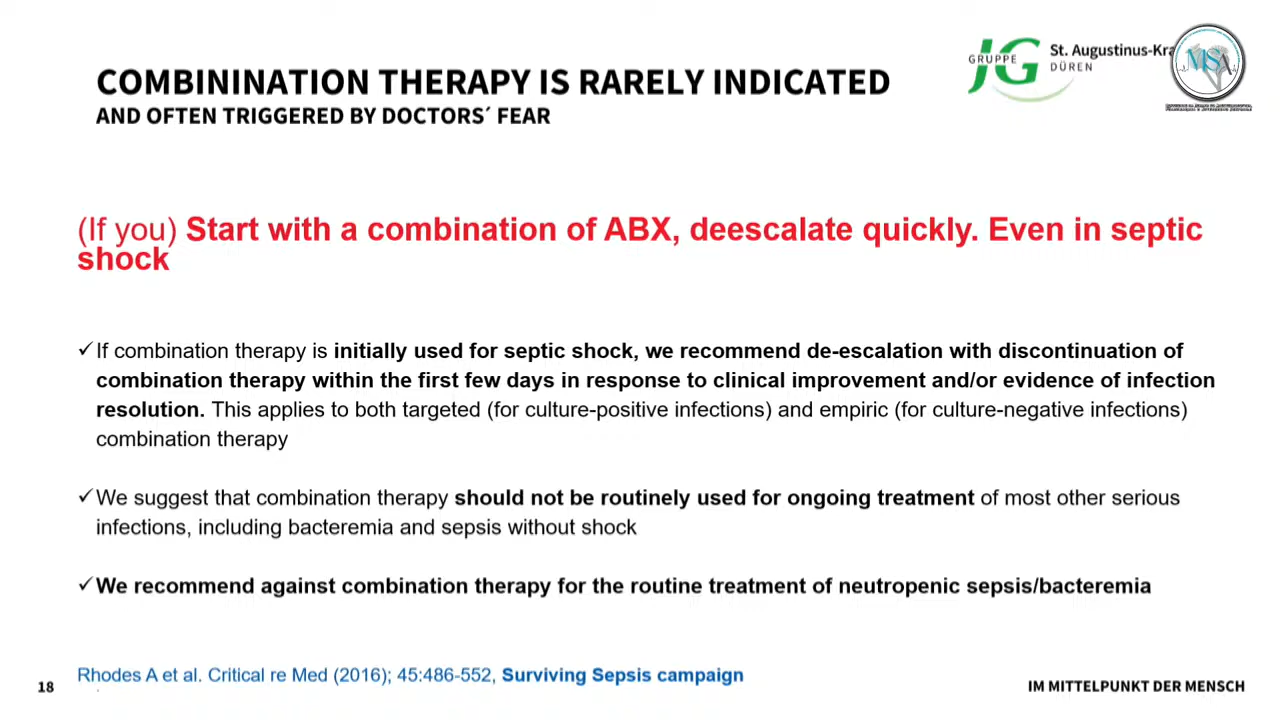 COMBININATION THERAPY IS RARELY INDICATED
AND OFTEN TRIGGERED BY DOCTORS´ FEAR
GRUPPE JG
St. Augustinus-Kra
DÜREN
MSA
(If you) Start with a combination of ABX, deescalate quickly. Even in septic
shock
✓If combination therapy is initially used for septic shock, we recommend de-escalation with discontinuation of
combination therapy within the first few days in response to clinical improvement and/or evidence of infection
resolution. This applies to both targeted (for culture-positive infections) and empiric (for culture-negative infections)
combination therapy
✓We suggest that combination therapy should not be routinely used for ongoing treatment of most other serious
infections, including bacteremia and sepsis without shock
✓We recommend against combination therapy for the routine treatment of neutropenic sepsis/bacteremia
Rhodes A et al. Critical re Med (2016); 45:486-552, Surviving Sepsis campaign
18
IM MITTELPUNKT DER MENSCH